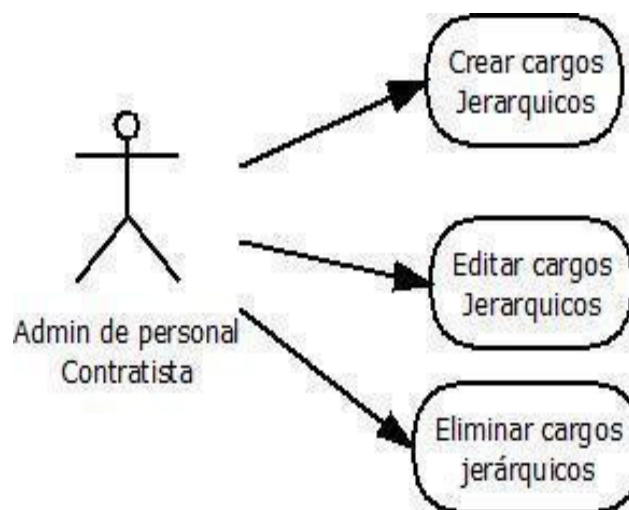 Crear cargos
Jerarquicos
Editar cargos
Jerarquicos
Admin de personal
Contratista
Eliminar cargos
jerárquicos